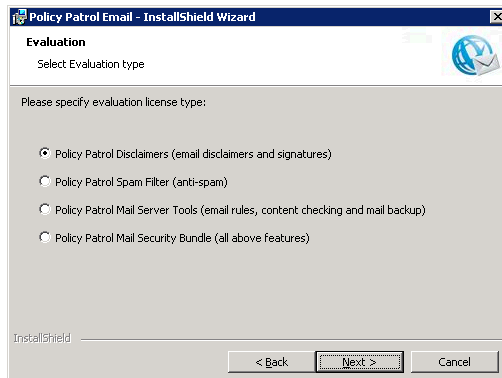 Policy Patrol Email - InstallShield Wizard
Evaluation
Select Evaluation type
Please specify evaluation license type:
Policy Patrol Disclaimers (email disclaimers and signatures)
Policy Patrol Spam Filter (anti-spam)
Policy Patrol Mail Server Tools (email rules, content checking and mail backup)
Policy Patrol Mail Security Bundle (all above features)
InstallShield
< Back Next > Cancel